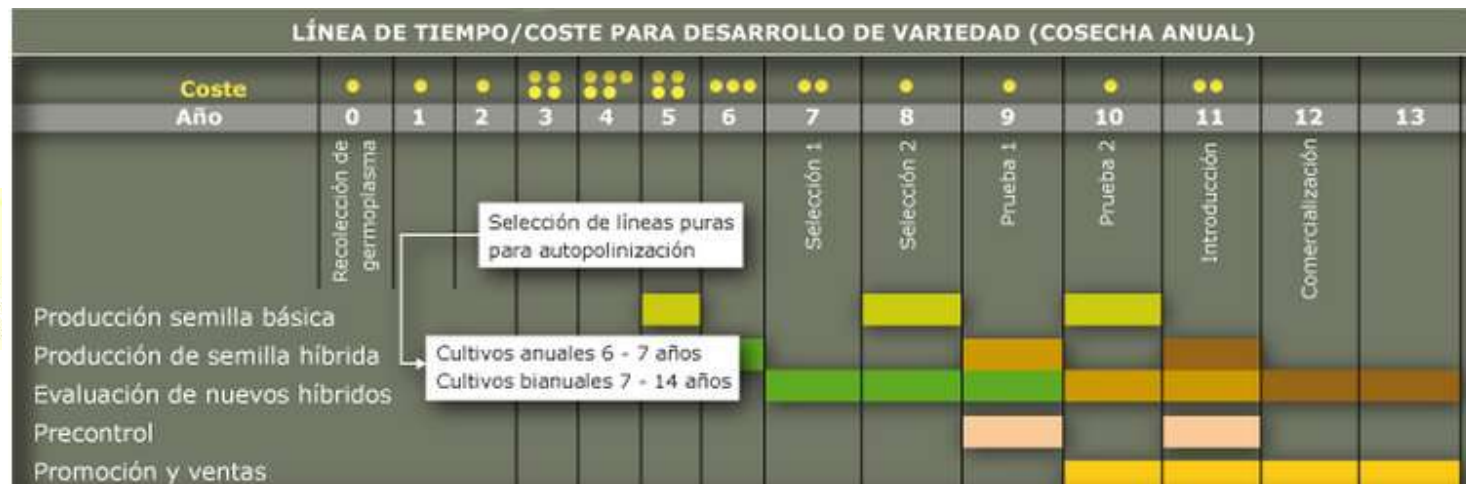 LÍNEA DE TIEMPO/COSTE PARA DESARROLLO DE VARIEDAD (COSECHA ANUAL)
Coste
Año 0 1 2 3 4 5 6 7 8 9 10 11 12 13
Recolección de
germoplasma
Selección 1
Selección 2
Prueba 1
Prueba 2
Introducción
Comercialización
Selección de líneas puras
para autopolinización
Producción semilla básica
Producción de semilla híbrida
Cultivos anuales 6 - 7 años
Cultivos bianuales 7 - 14 años
Evaluación de nuevos híbridos
Precontrol
Promoción y ventas